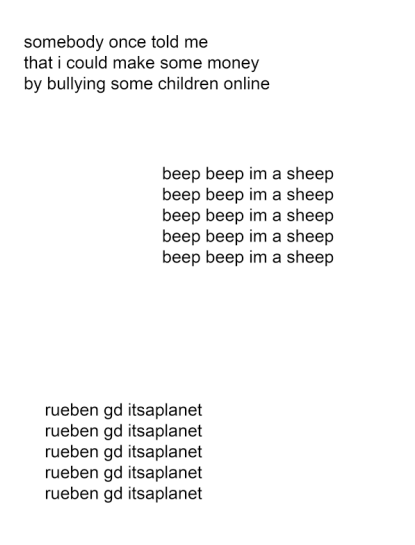 somebody once told me
that i could make some money
by bullying some children online
beep beep im a sheep
beep beep im a sheep
beep beep im a sheep
beep beep im a sheep
beep beep im a sheep
rueben gd itsaplanet
rueben gd itsaplanet
rueben gd itsaplanet
rueben gd itsaplanet
rueben gd itsaplanet